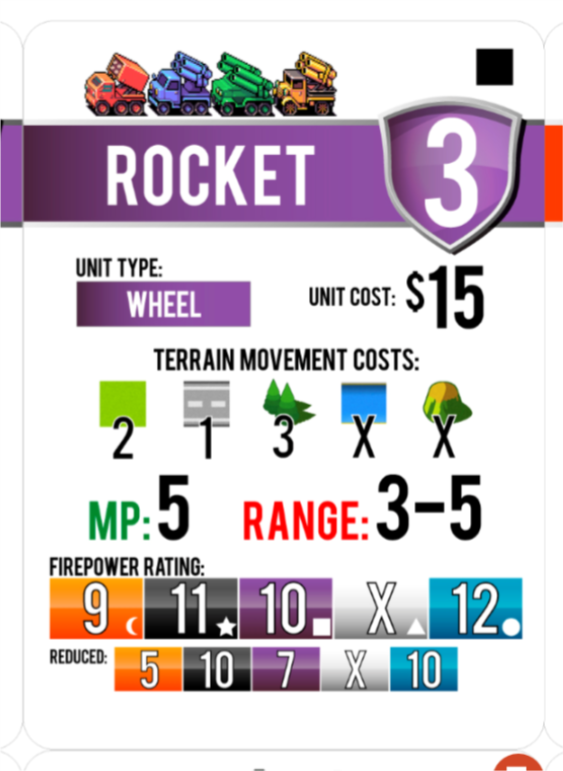 ROCKET
3
UNIT TYPE:
WHEEL
UNIT COST: $15
TERRAIN MOVEMENT COSTS:
2 1 3 X X
MP: 5 RANGE: 3-5
FIREPOWER RATING:
9 11 10 X 12
REDUCED: 5 10 7 X 10